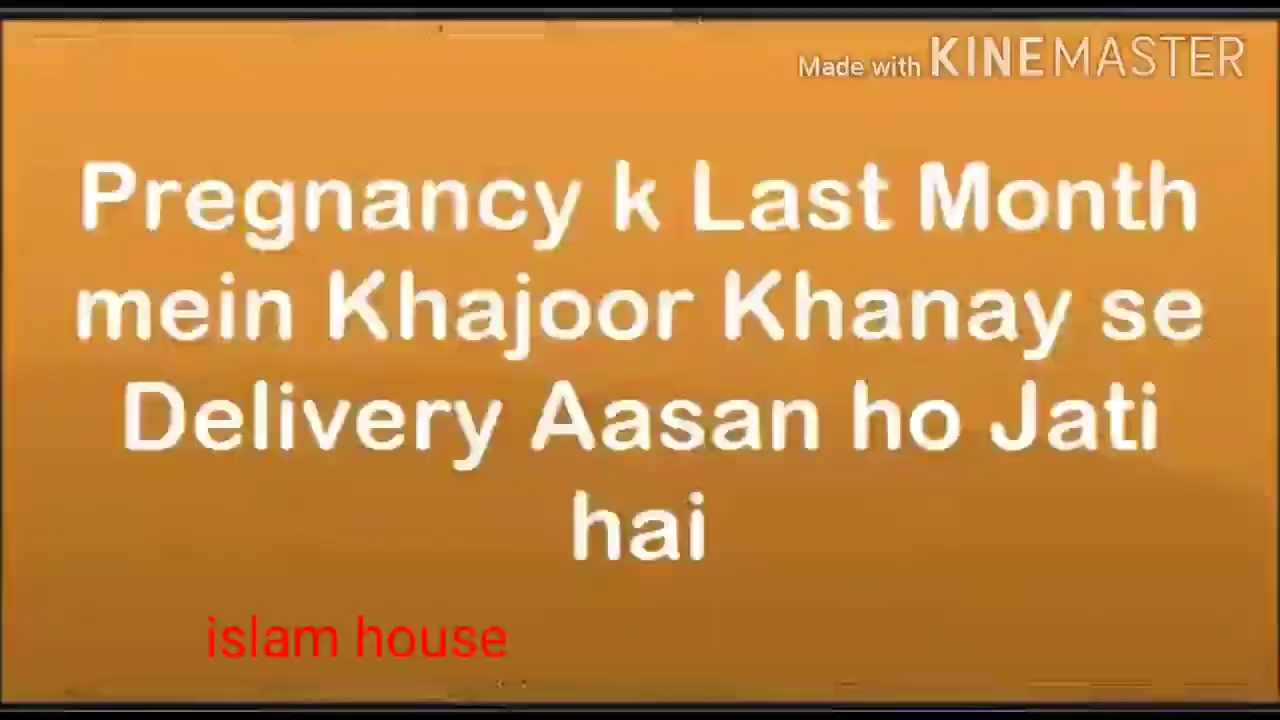 Made with KINEMASTER
Pregnancy k Last Month
mein Khajoor Khanay se
Delivery Aasan ho Jati
hai
islam house